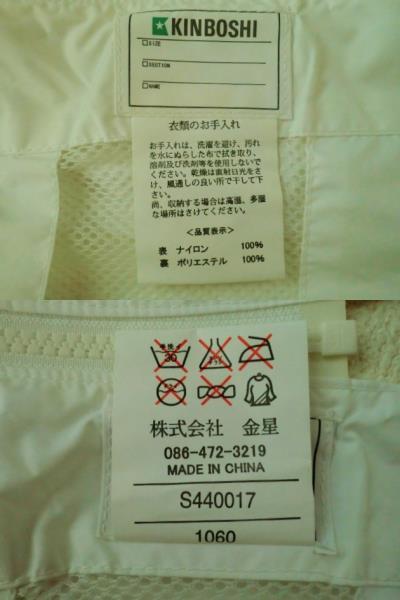 KINBOSHI
SIZE
SECTION
NAME
衣類のお手入れ
お手入れは、洗濯を避け、汚れ
を水にぬらした布で拭き取り、
溶剤及び洗剤等を使用しないで
ください。乾燥は直射日光をさ
け、風通しの良い所で干して下
さい。
尚、収納する場合は高温、多湿
な場所はさけてください。
<品質表示>
表 ナイロン 100%
裏 ポリエステル 100%
30
株式会社 金星
086-472-3219
MADE IN CHINA
S440017
1060